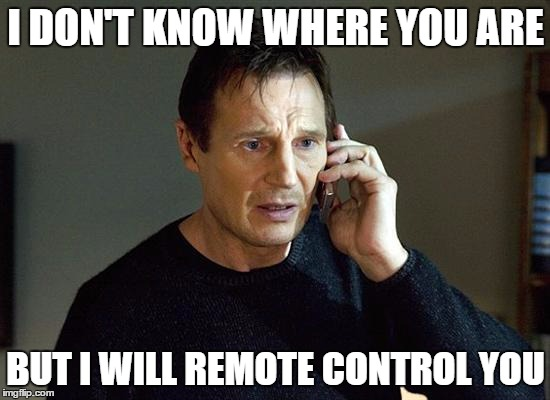 I DON'T KNOW WHERE YOU ARE
BUT I WILL REMOTE CONTROL YOU
imgflip.com